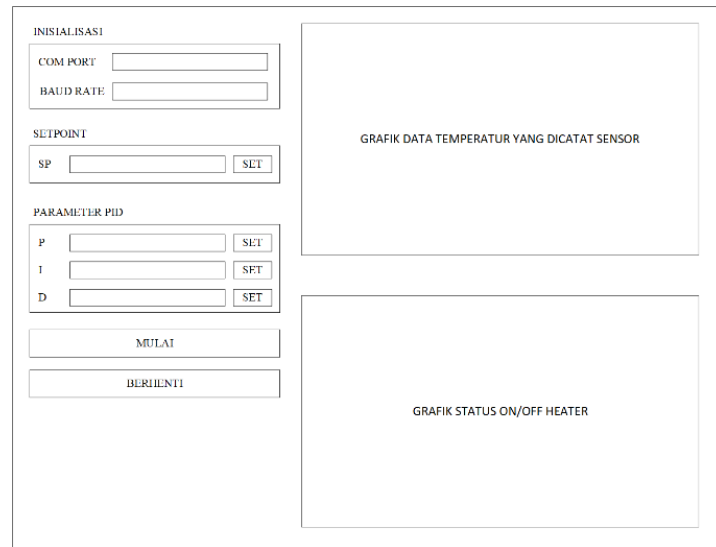 INISIALISASI
COM PORT
BAUD RATE
SETPOINT
SP SET
PARAMETER PID
P SET
I SET
D SET
MULAI
BERHENTI
GRAFIK DATA TEMPERATUR YANG DICATAT SENSOR
GRAFIK STATUS ON/OFF HEATER